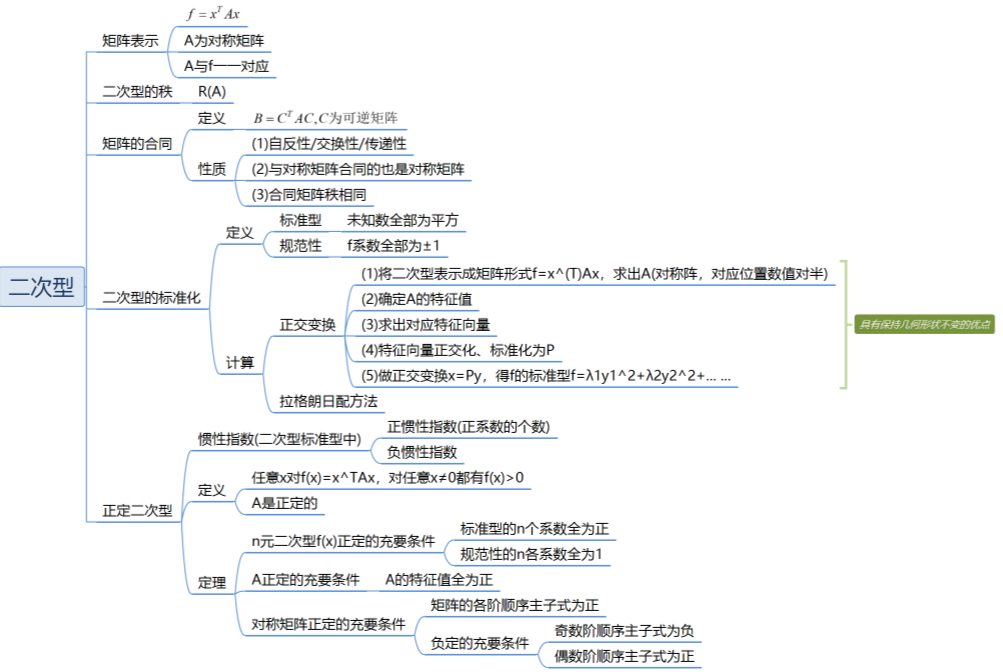 二次型
矩阵表示
f = x^T Ax
A为对称矩阵
A与f一一对应
二次型的秩
R(A)
矩阵的合同
定义
B = C^T AC, C为可逆矩阵
性质
(1)自反性/交换性/传递性
(2)与对称矩阵合同的也是对称矩阵
(3)合同矩阵秩相同
二次型的标准化
定义
标准型
未知数全部为平方
规范性
f系数全部为±1
计算
正交变换
(1)将二次型表示成矩阵形式f=x^(T)Ax，求出A(对称阵，对应位置数值对半)
(2)确定A的特征值
(3)求出对应特征向量
(4)特征向量正交化、标准化为P
(5)做正交变换x=Py，得f的标准型f=λ1y1^2+λ2y2^2+... ...
具有保持几何形状不变的优点
拉格朗日配方法
正定二次型
惯性指数(二次型标准型中)
正惯性指数(正系数的个数)
负惯性指数
定义
任意x对f(x)=x^TAx，对任意x≠0都有f(x)>0
A是正定的
定理
n元二次型f(x)正定的充要条件
标准型的n个系数全为正
规范性的n各系数全为1
A正定的充要条件
A的特征值全为正
对称矩阵正定的充要条件
矩阵的各阶顺序主子式为正
负定的充要条件
奇数阶顺序主子式为负
偶数阶顺序主子式为正